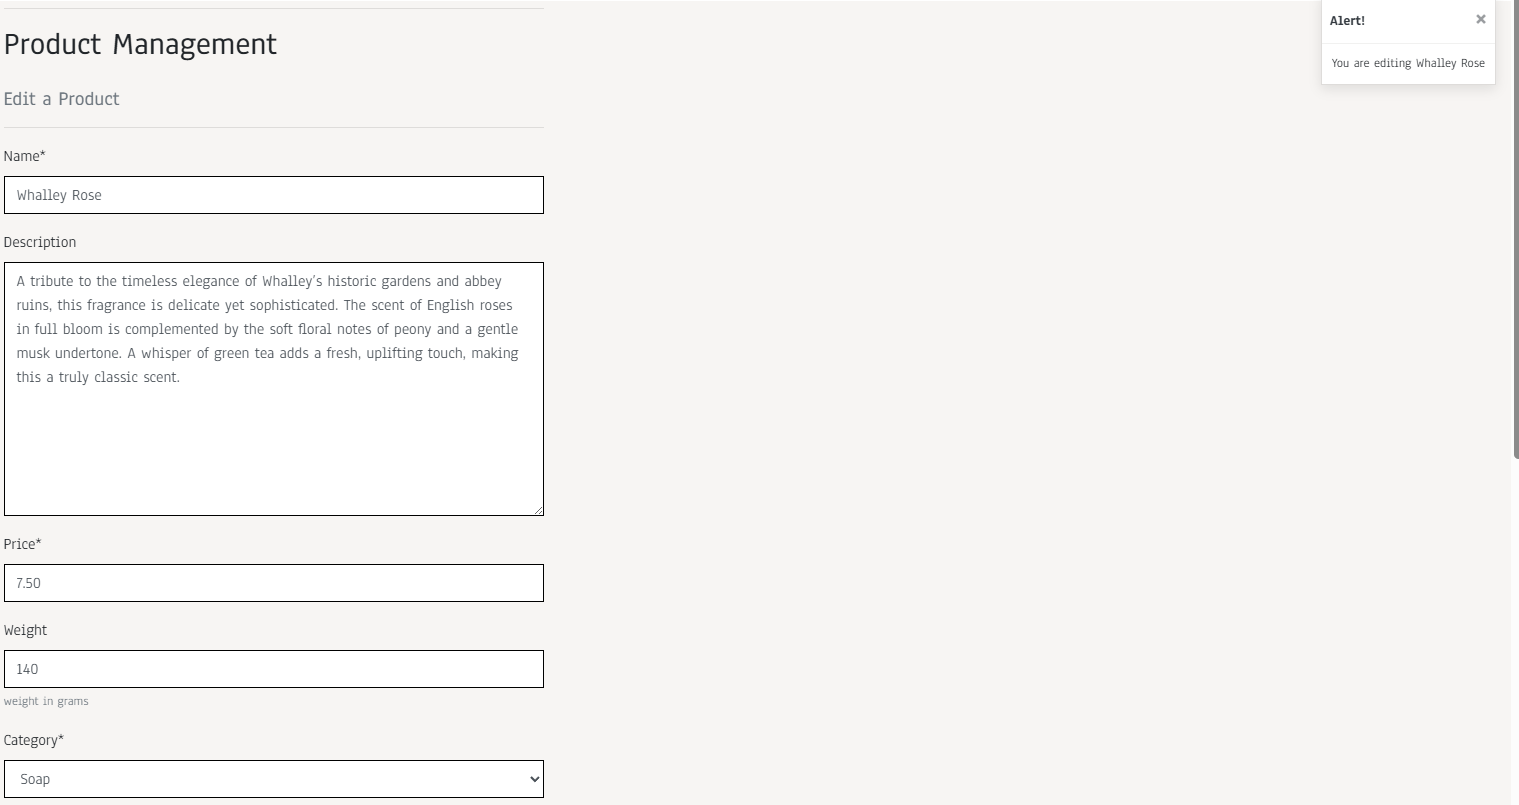 Product Management
Alert!
×
You are editing Whalley Rose
Edit a Product
Name*
Whalley Rose
Description
A tribute to the timeless elegance of Whalley's historic gardens and abbey
ruins, this fragrance is delicate yet sophisticated. The scent of English roses
in full bloom is complemented by the soft floral notes of peony and a gentle
musk undertone. A whisper of green tea adds a fresh, uplifting touch, making
this a truly classic scent.
Price*
7.50
Weight
140
weight in grams
Category*
Soap